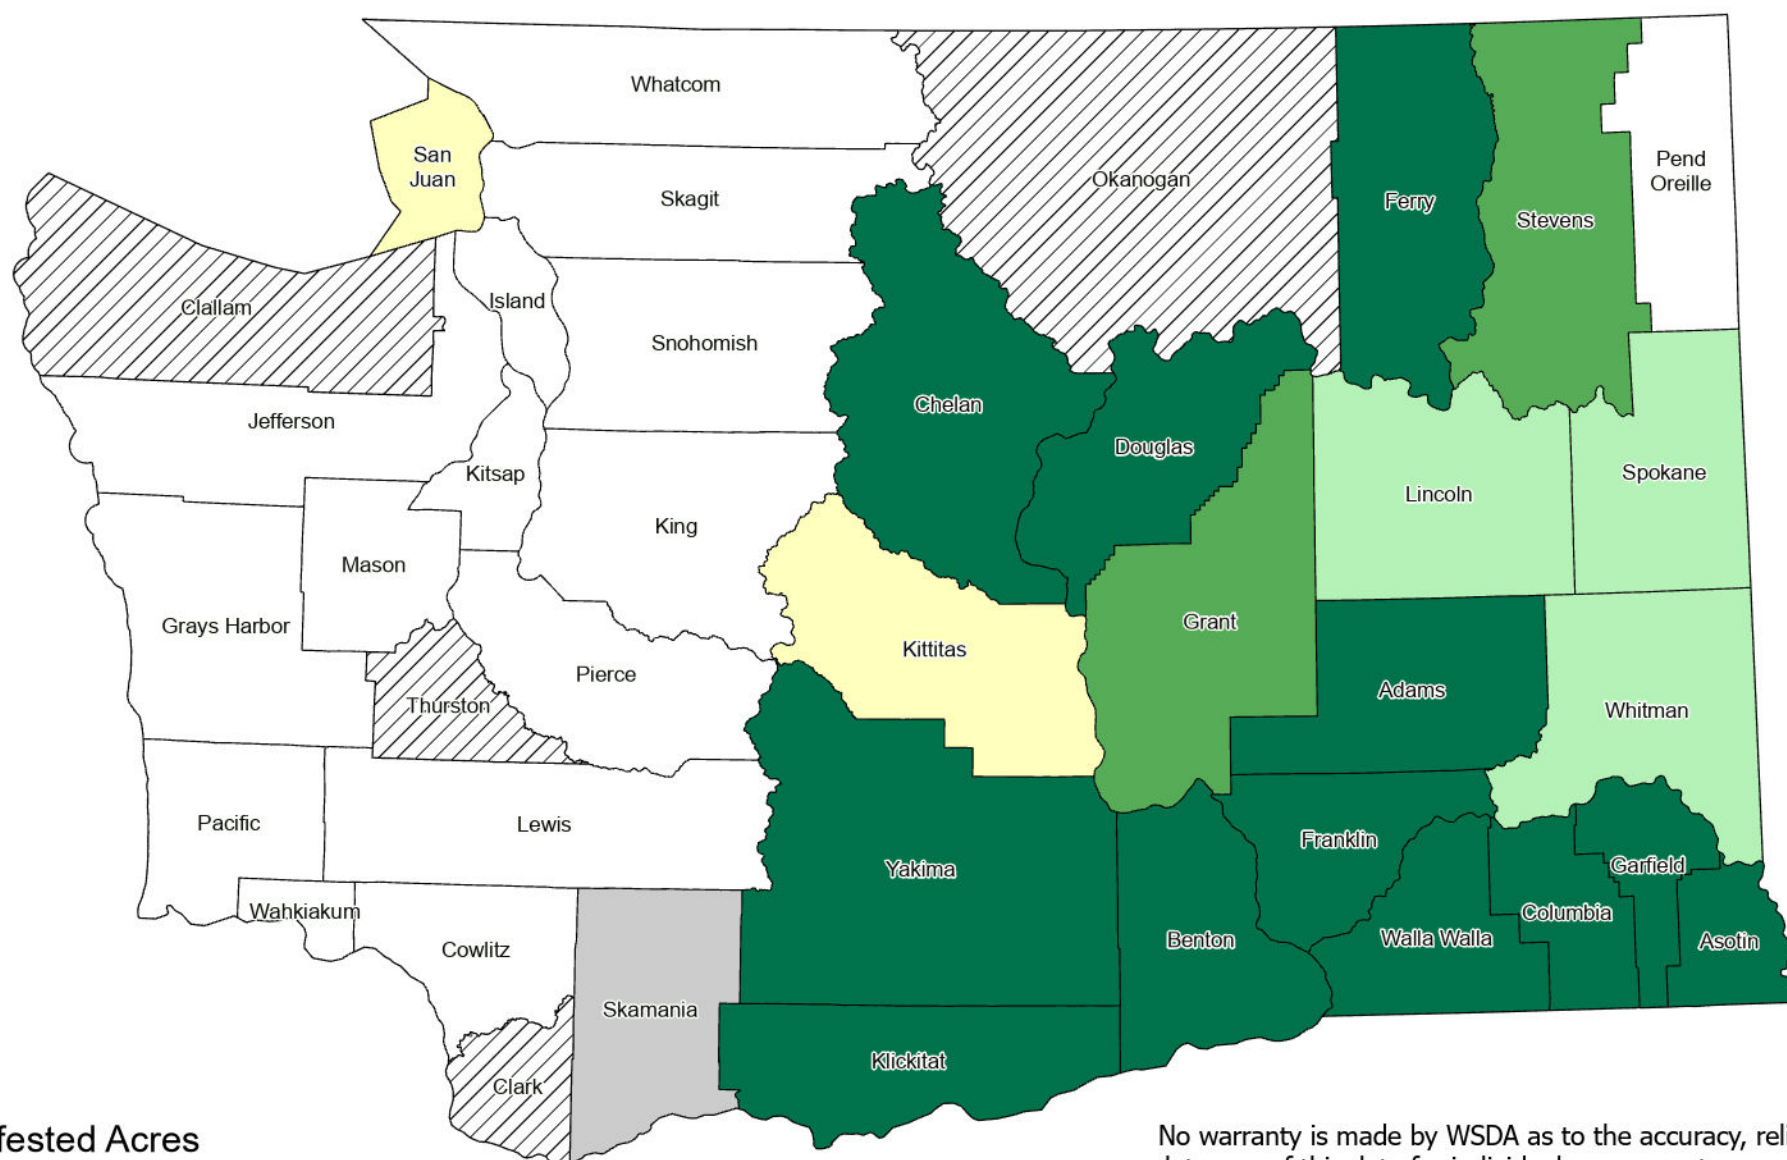 Whatcom
San
Juan
Skagit
Okanogan
Ferry
Stevens
Pend
Oreille
Clallam
Island
Snohomish
Jefferson
Kitsap
Chelan
Douglas
Lincoln
Spokane
King
Mason
Grays Harbor
Kittitas
Grant
Pierce
Thurston
Adams
Whitman
Pacific
Lewis
Yakima
Franklin
Garfield
Wahkiakum
Columbia
Cowlitz
Benton
Walla Walla
Asotin
Skamania
Klickitat
Clark
fested Acres
No warranty is made by WSDA as to the accuracy, reli